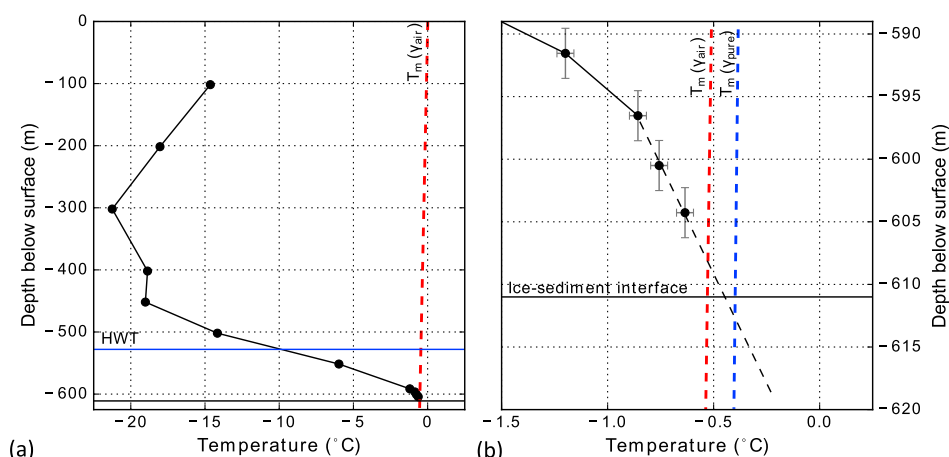 0
−100
−200
−300
−400
−500
−600
Depth below surface (m)
T_m (γ_air)
HWT
−20
−15
−10
−5
0
Temperature (°C)
(a)
T_m (γ_air)
T_m (γ_pure)
Ice-sediment interface
−590
−595
−600
−605
−610
−615
−620
Depth below surface (m)
−1.5
−1.0
−0.5
0.0
Temperature (°C)
(b)